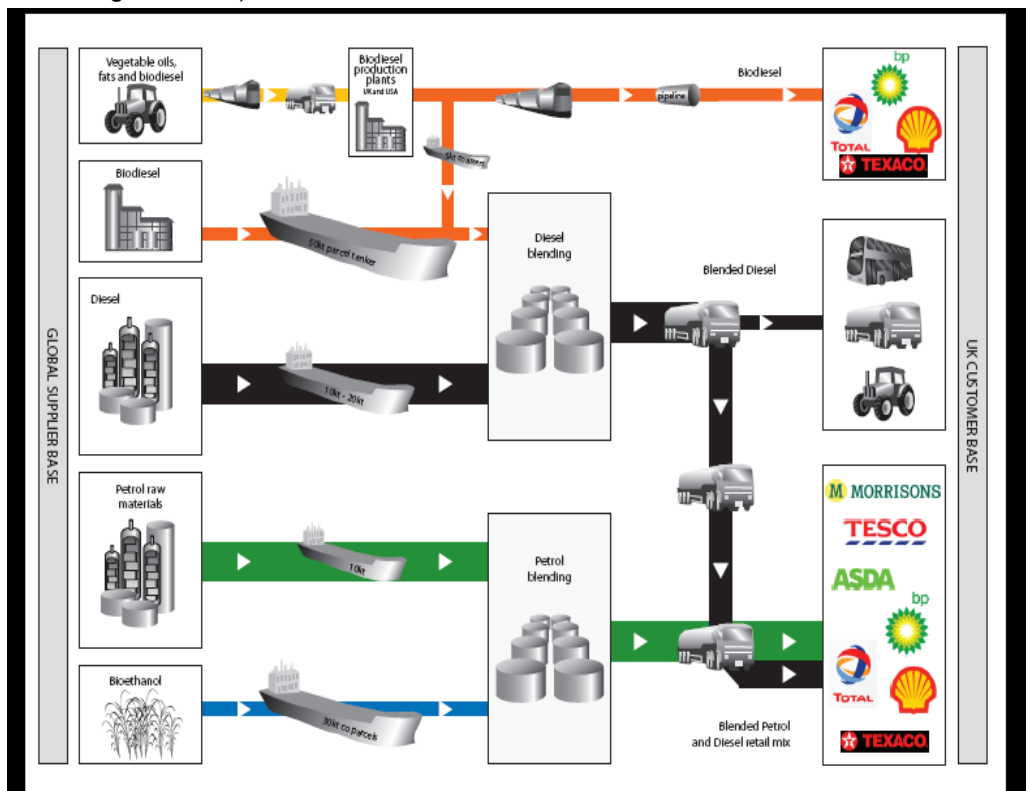 GLOBAL SUPPLIER BASE
Vegetable oils,
fats and biodiesel
Biodiesel
production
plants
UK and USA
5kt coasters
pipeline
Biodiesel
bp
TOTAL
TEXACO
Biodiesel
50kt parcel tanker
Diesel
10kt - 20kt
Diesel
blending
Blended Diesel
Petrol raw
materials
10kt
Petrol
blending
Bioethanol
30kt co parcels
Blended Petrol
and Diesel retail mix
M MORRISONS
TESCO
ASDA
bp
TOTAL
TEXACO
UK CUSTOMER BASE